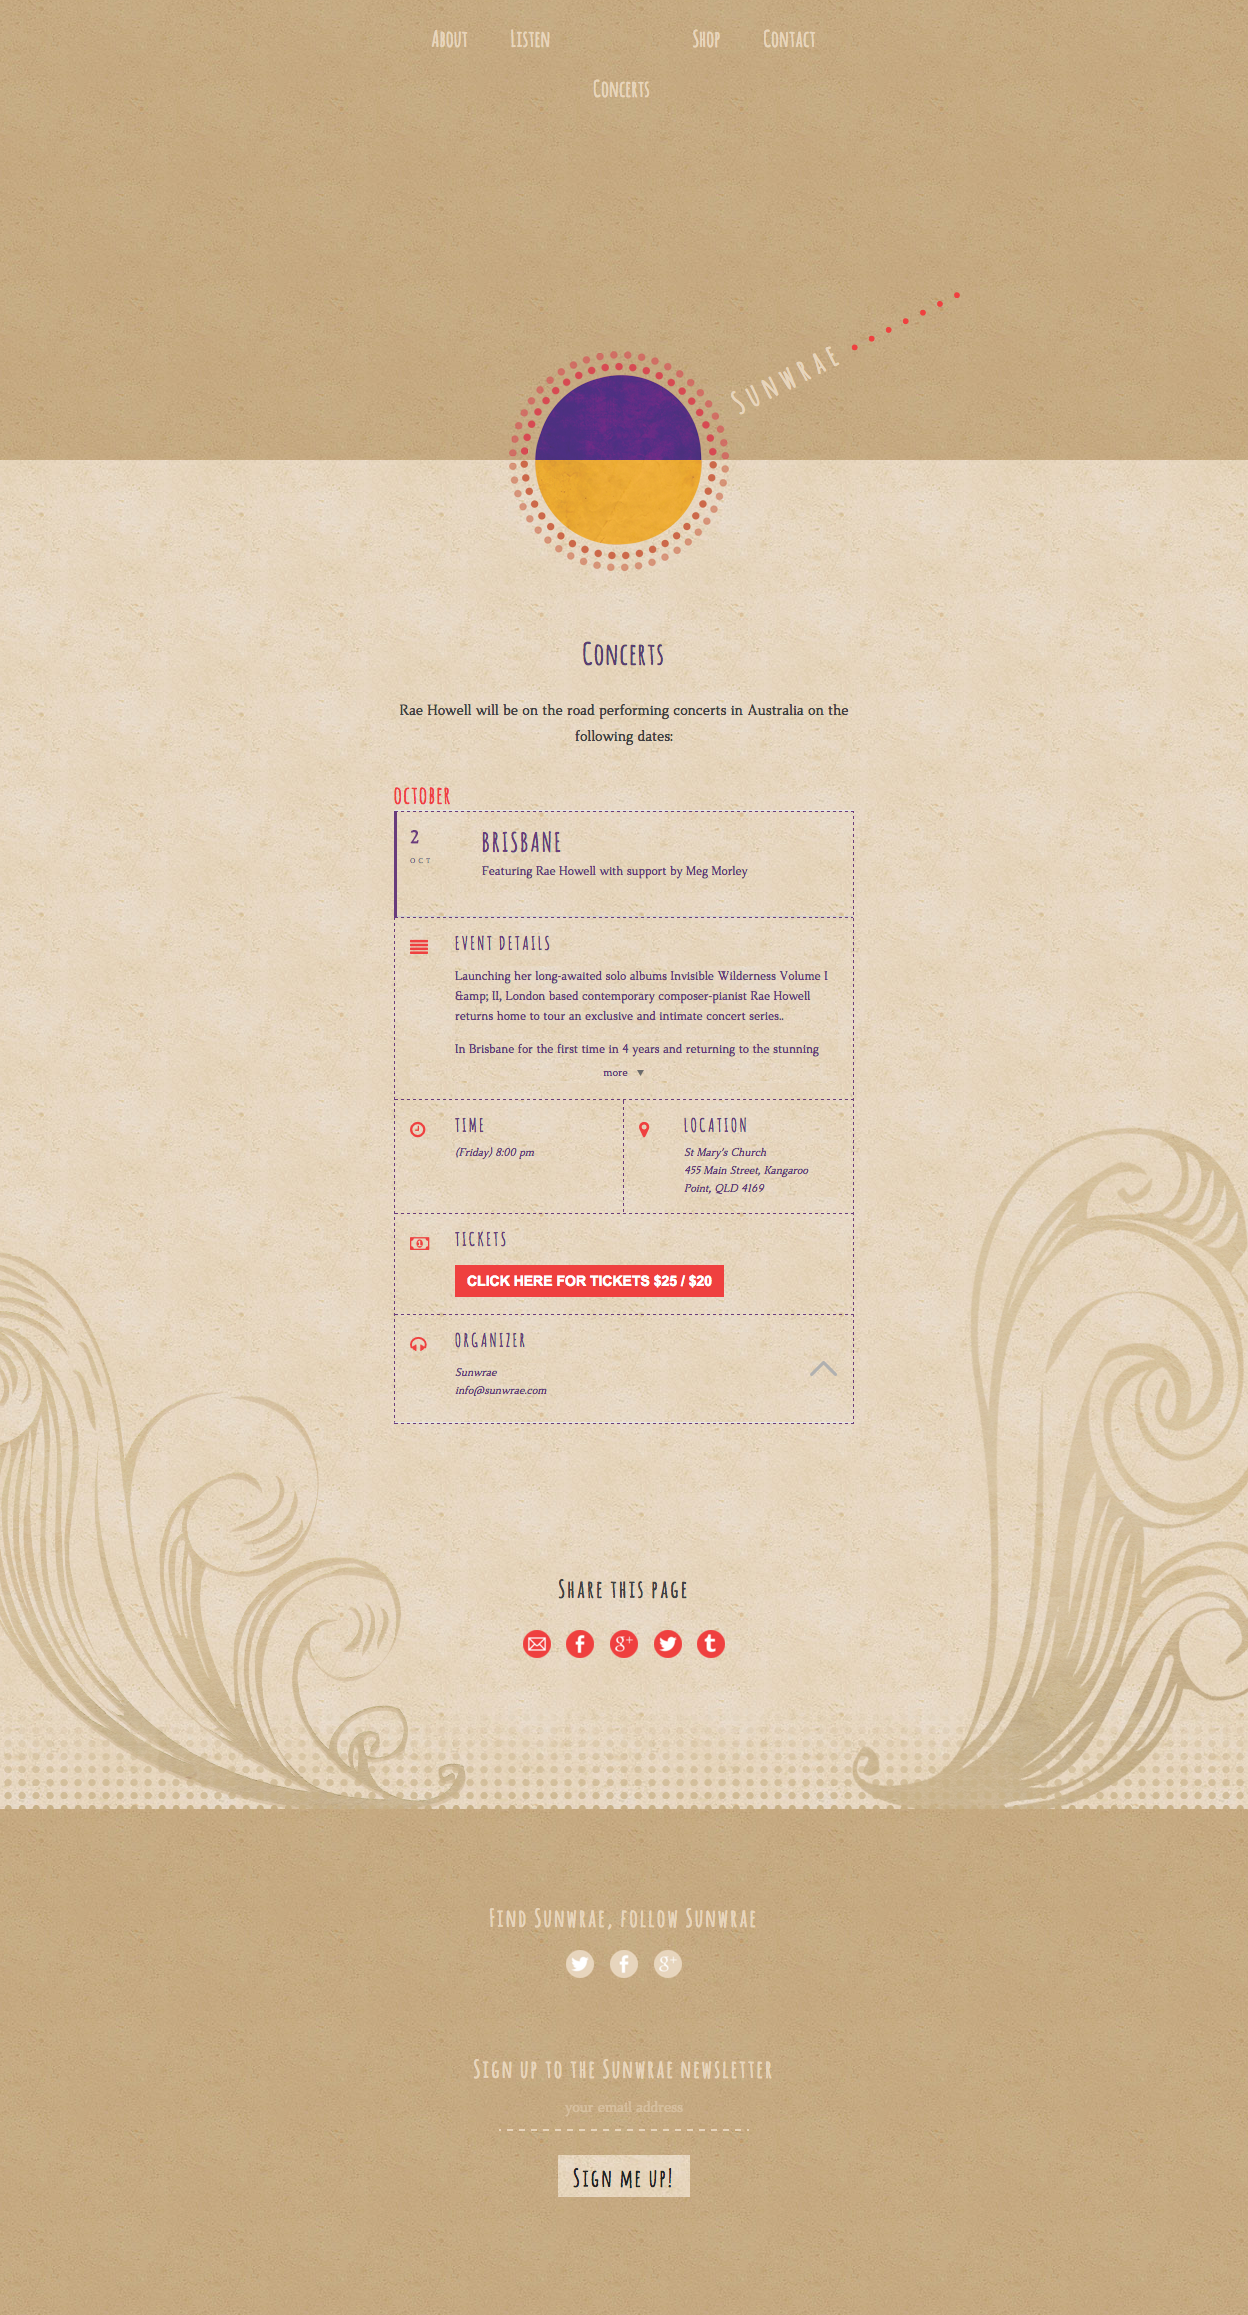 About
Listen
Shop
Contact
Concerts
Sunwrae
Concerts
Rae Howell will be on the road performing concerts in Australia on the
following dates:
OCTOBER
2
OCT
BRISBANE
Featuring Rae Howell with support by Meg Morley
EVENT DETAILS
Launching her long-awaited solo albums Invisible Wilderness Volume I
&amp; II, London based contemporary composer-pianist Rae Howell
returns home to tour an exclusive and intimate concert series..
In Brisbane for the first time in 4 years and returning to the stunning
more ▼
TIME
(Friday) 8:00 pm
LOCATION
St Mary's Church
455 Main Street, Kangaroo
Point, QLD 4169
TICKETS
CLICK HERE FOR TICKETS $25 / $20
ORGANIZER
Sunwrae
info@sunwrae.com
Share this page
Find Sunwrae, follow Sunwrae
Sign up to the Sunwrae newsletter
your email address
Sign me up!